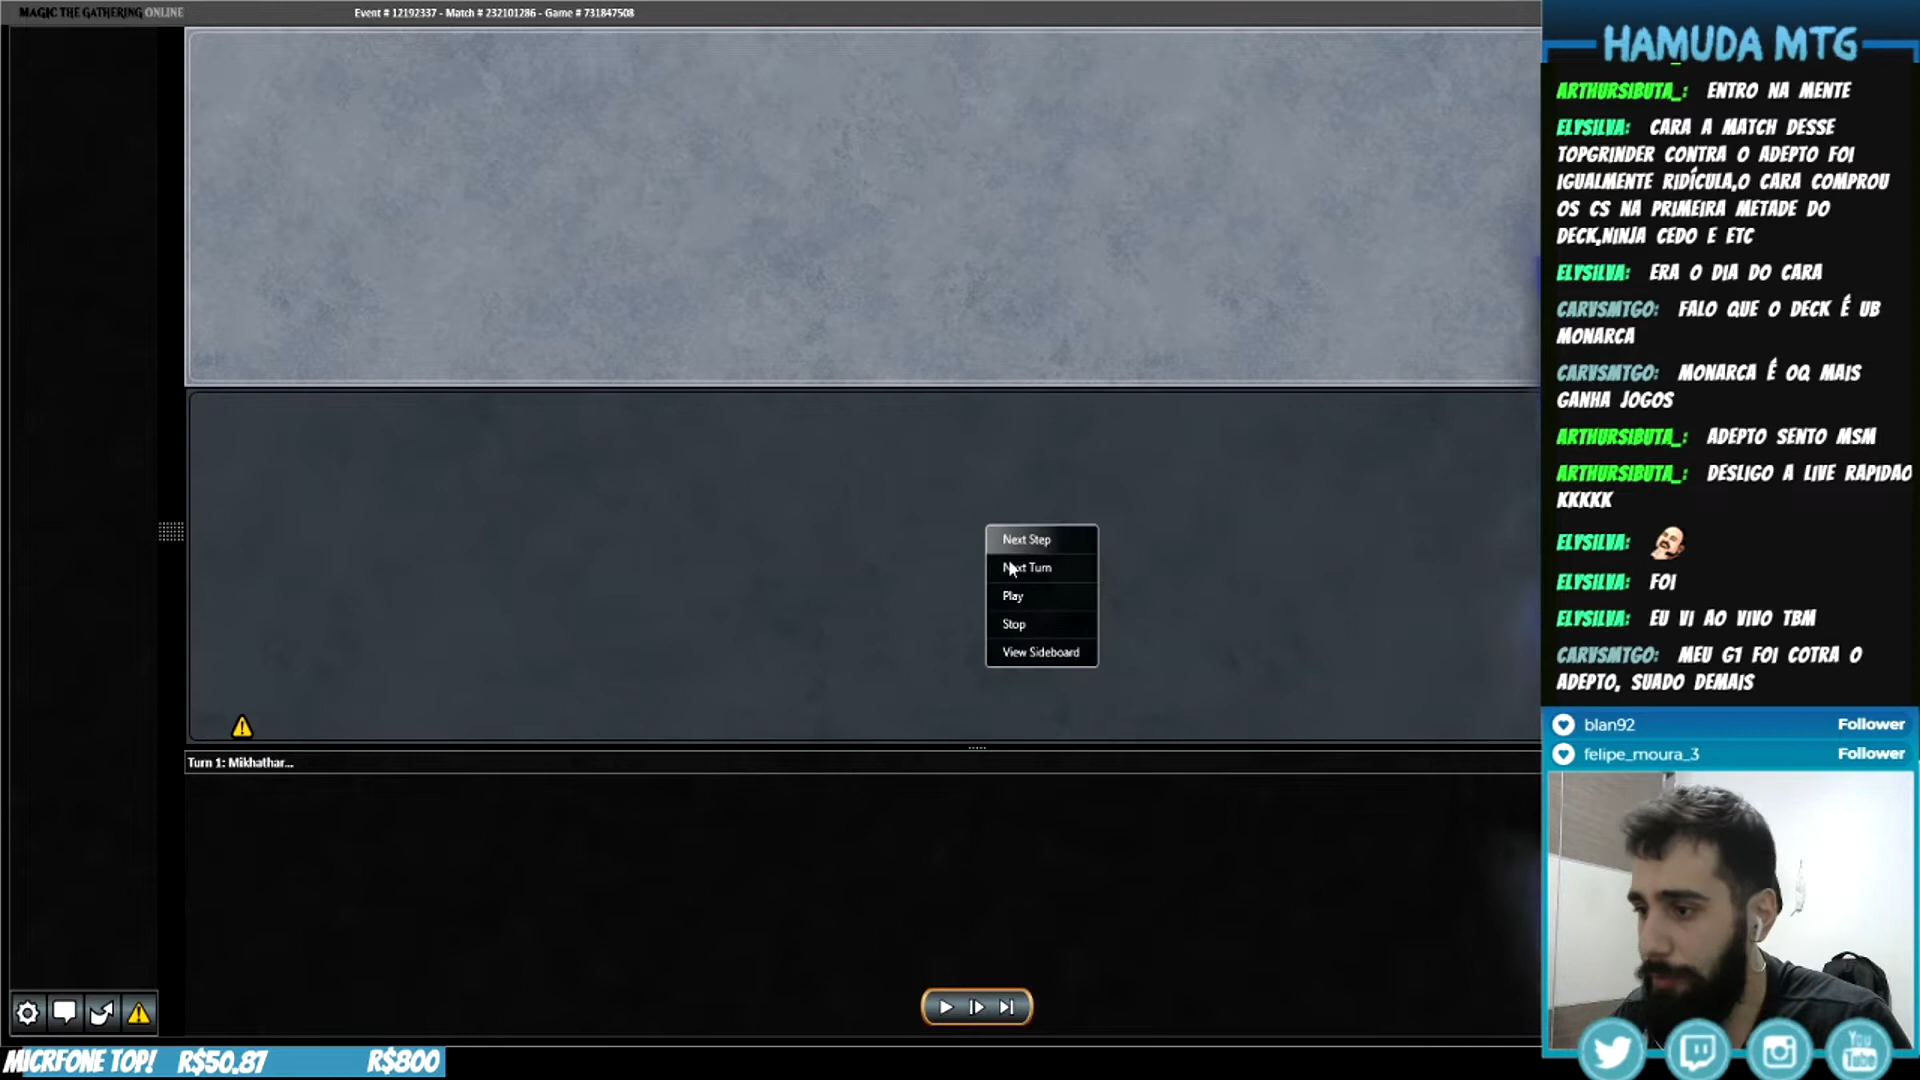 MAGIC THE GATHERING ONLINE
Event # 12192337 - Match # 232101286 - Game # 731847508
HAMUDA MTG
ARTHURSIBUTA_: ENTRO NA MENTE
ELYSILVA: CARA A MATCH DESSE
TOPGRINDER CONTRA O ADEPTO FOI
IGUALMENTE RIDÍCULA,O CARA COMPROU
OS CS NA PRIMEIRA METADE DO
DECK,NINJA CEDO E ETC
ELYSILVA: ERA O DIA DO CARA
CARVSMTGO: FALO QUE O DECK É UB
MONARCA
CARVSMTGO: MONARCA É OQ MAIS
GANHA JOGOS
ARTHURSIBUTA_: ADEPTO SENTO MSM
ARTHURSIBUTA_: DESLIGO A LIVE RAPIDAO
KKKKK
ELYSILVA:
ELYSILVA: FOI
ELYSILVA: EU VI AO VIVO TBM
CARVSMTGO: MEU G1 FOI COTRA O
ADEPTO, SUADO DEMAIS
blan92 Follower
felipe_moura_3 Follower
Next Step
Next Turn
Play
Stop
View Sideboard
Turn 1: Mikhathar...
MICRFONE TOP! R$50.87 R$800
You
Tube